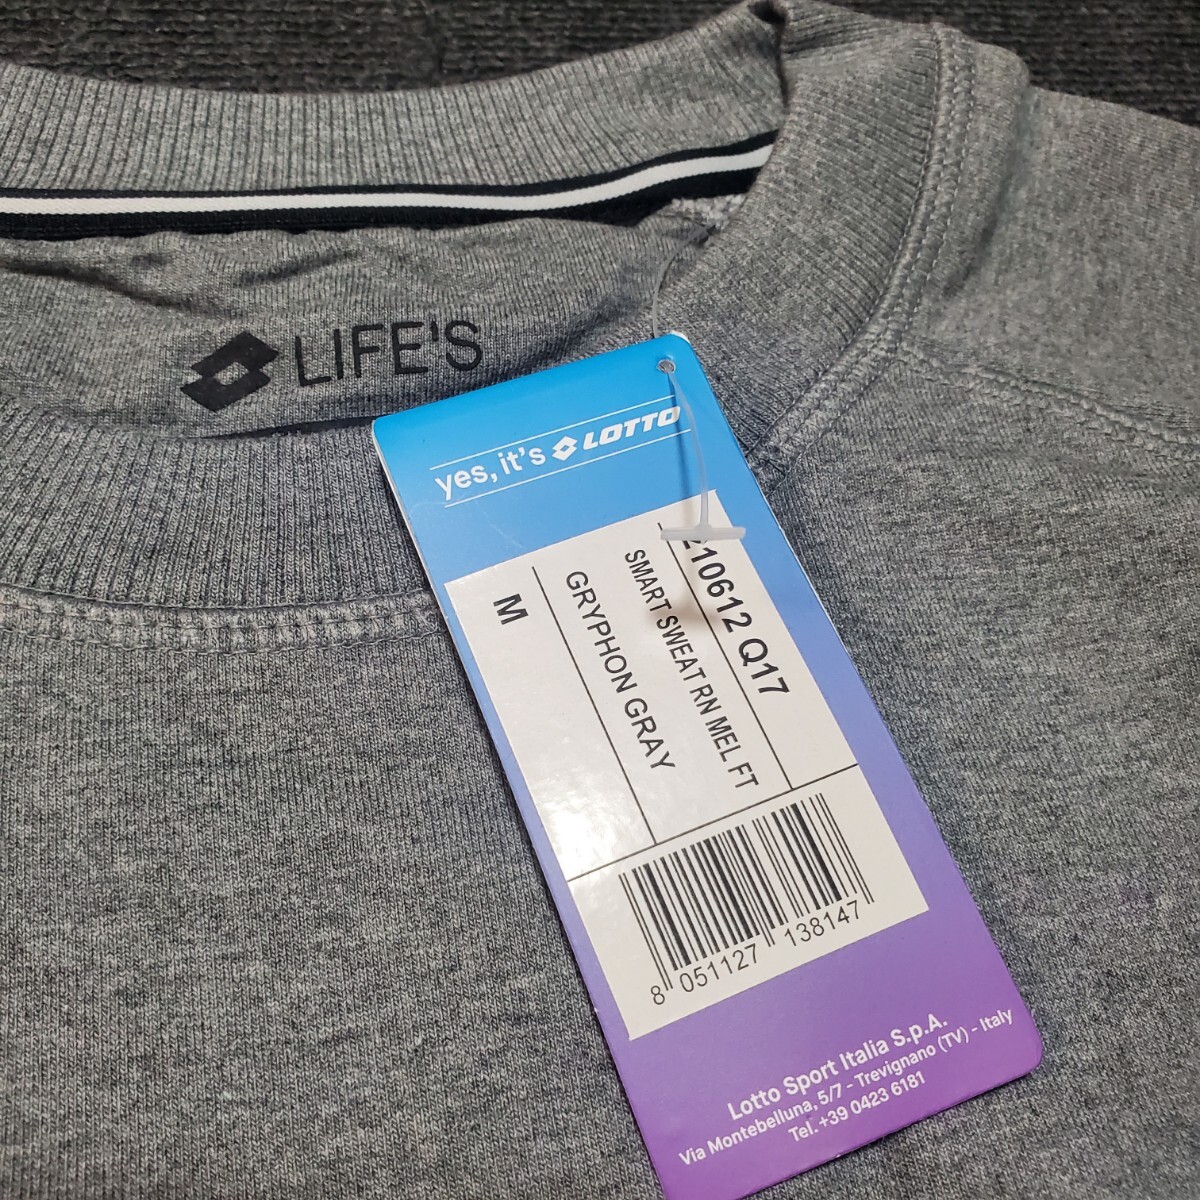 LIFE'S
yes, it's LOTTO
210612 Q17
SMART SWEAT RN MEL FT
GRYPHON GRAY
M
8 051127 138147
Lotto Sport Italia S.p.A.
Via Montebelluna, 5/7 - Trevignano (TV) - Italy
Tel. +39 0423 6181